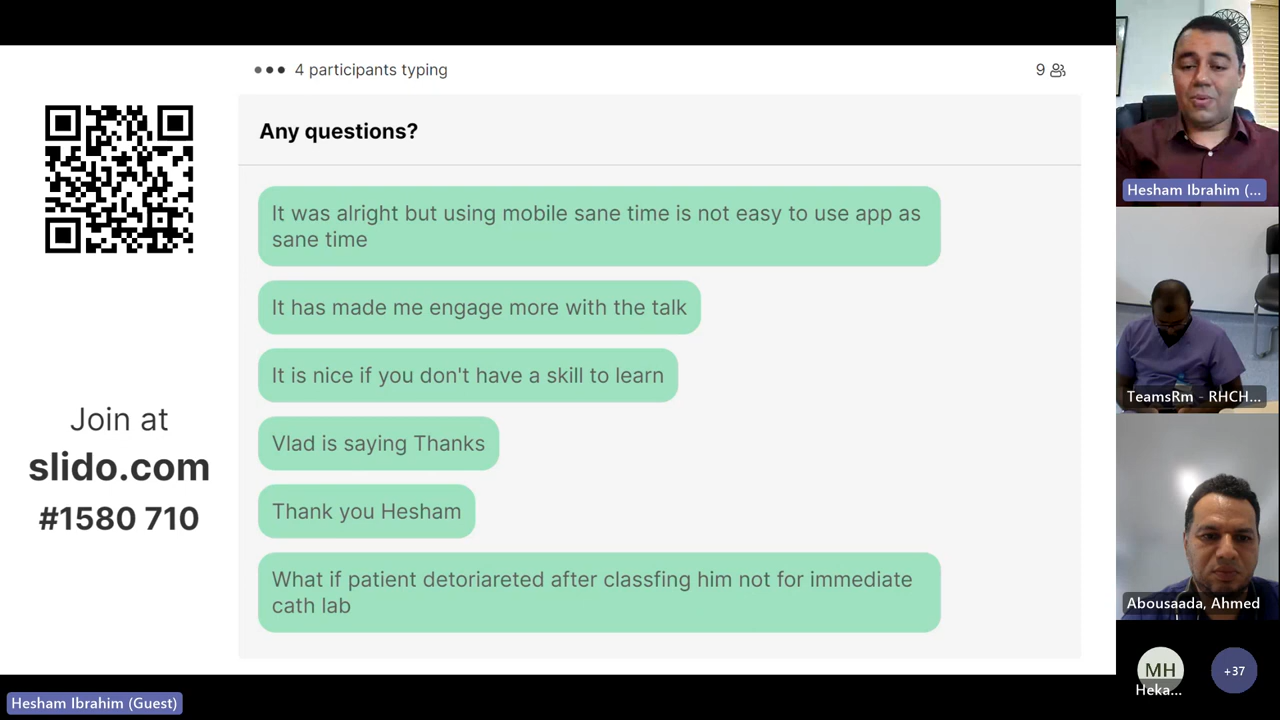 4 participants typing
9
Any questions?
It was alright but using mobile sane time is not easy to use app as
sane time
It has made me engage more with the talk
It is nice if you don't have a skill to learn
Vlad is saying Thanks
Thank you Hesham
What if patient detoriareted after classfing him not for immediate
cath lab
Join at
slido.com
#1580 710
Hesham Ibrahim (Guest)
Hesham Ibrahim (...
TeamsRm - RHCH...
Abousaada, Ahmed
MH
Heka...
+37